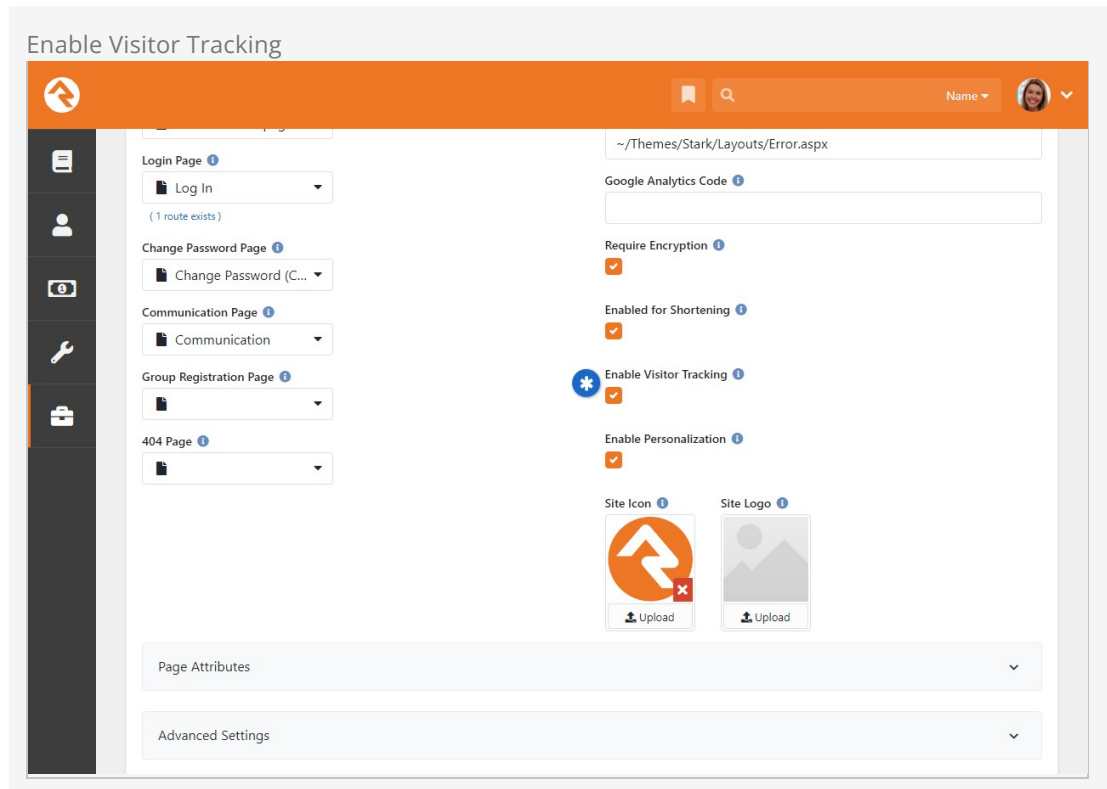 Enable Visitor Tracking
Name
~/Themes/Stark/Layouts/Error.aspx
Login Page
Log In
( 1 route exists )
Change Password Page
Change Password (C...
Communication Page
Communication
Group Registration Page
404 Page
Google Analytics Code
Require Encryption
Enabled for Shortening
Enable Visitor Tracking
Enable Personalization
Site Icon
Site Logo
Upload
Upload
Page Attributes
Advanced Settings